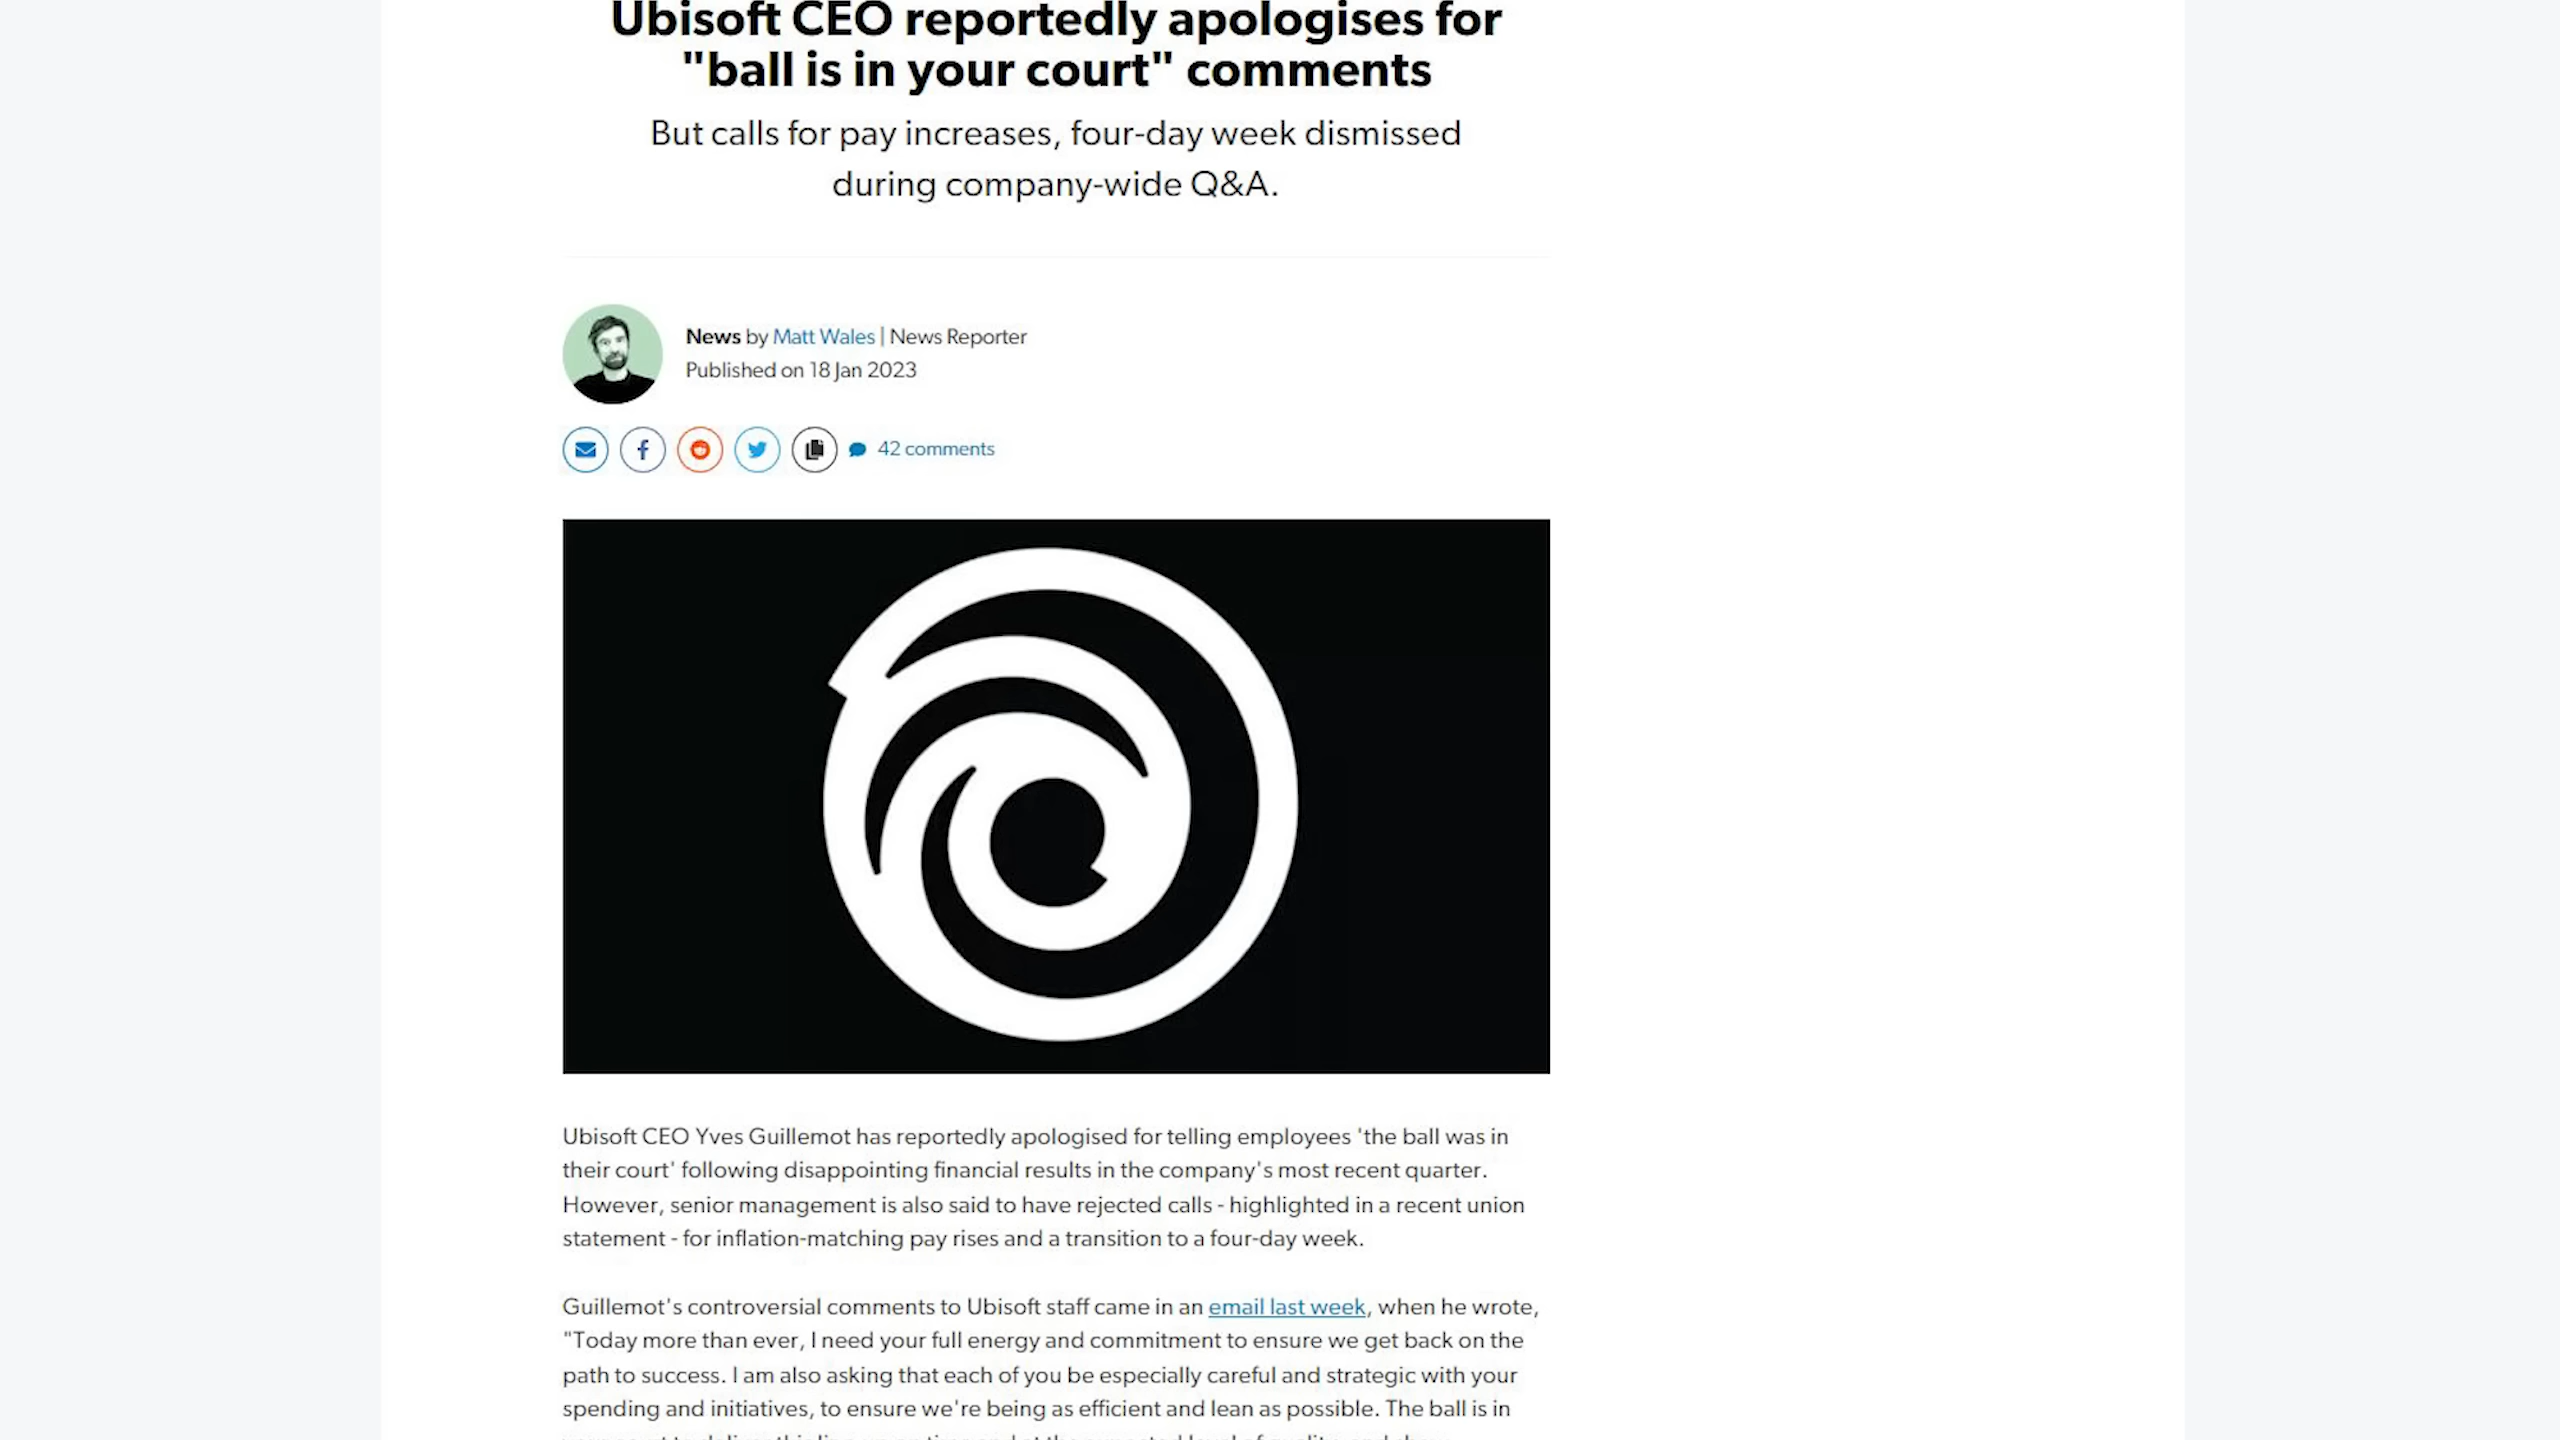 Ubisoft CEO reportedly apologises for
"ball is in your court" comments
But calls for pay increases, four-day week dismissed
during company-wide Q&A.
News by Matt Wales | News Reporter
Published on 18 Jan 2023
42 comments
Ubisoft CEO Yves Guillemot has reportedly apologised for telling employees 'the ball was in
their court' following disappointing financial results in the company's most recent quarter.
However, senior management is also said to have rejected calls - highlighted in a recent union
statement - for inflation-matching pay rises and a transition to a four-day week.
Guillemot's controversial comments to Ubisoft staff came in an email last week, when he wrote,
"Today more than ever, I need your full energy and commitment to ensure we get back on the
path to success. I am also asking that each of you be especially careful and strategic with your
spending and initiatives, to ensure we're being as efficient and lean as possible. The ball is in